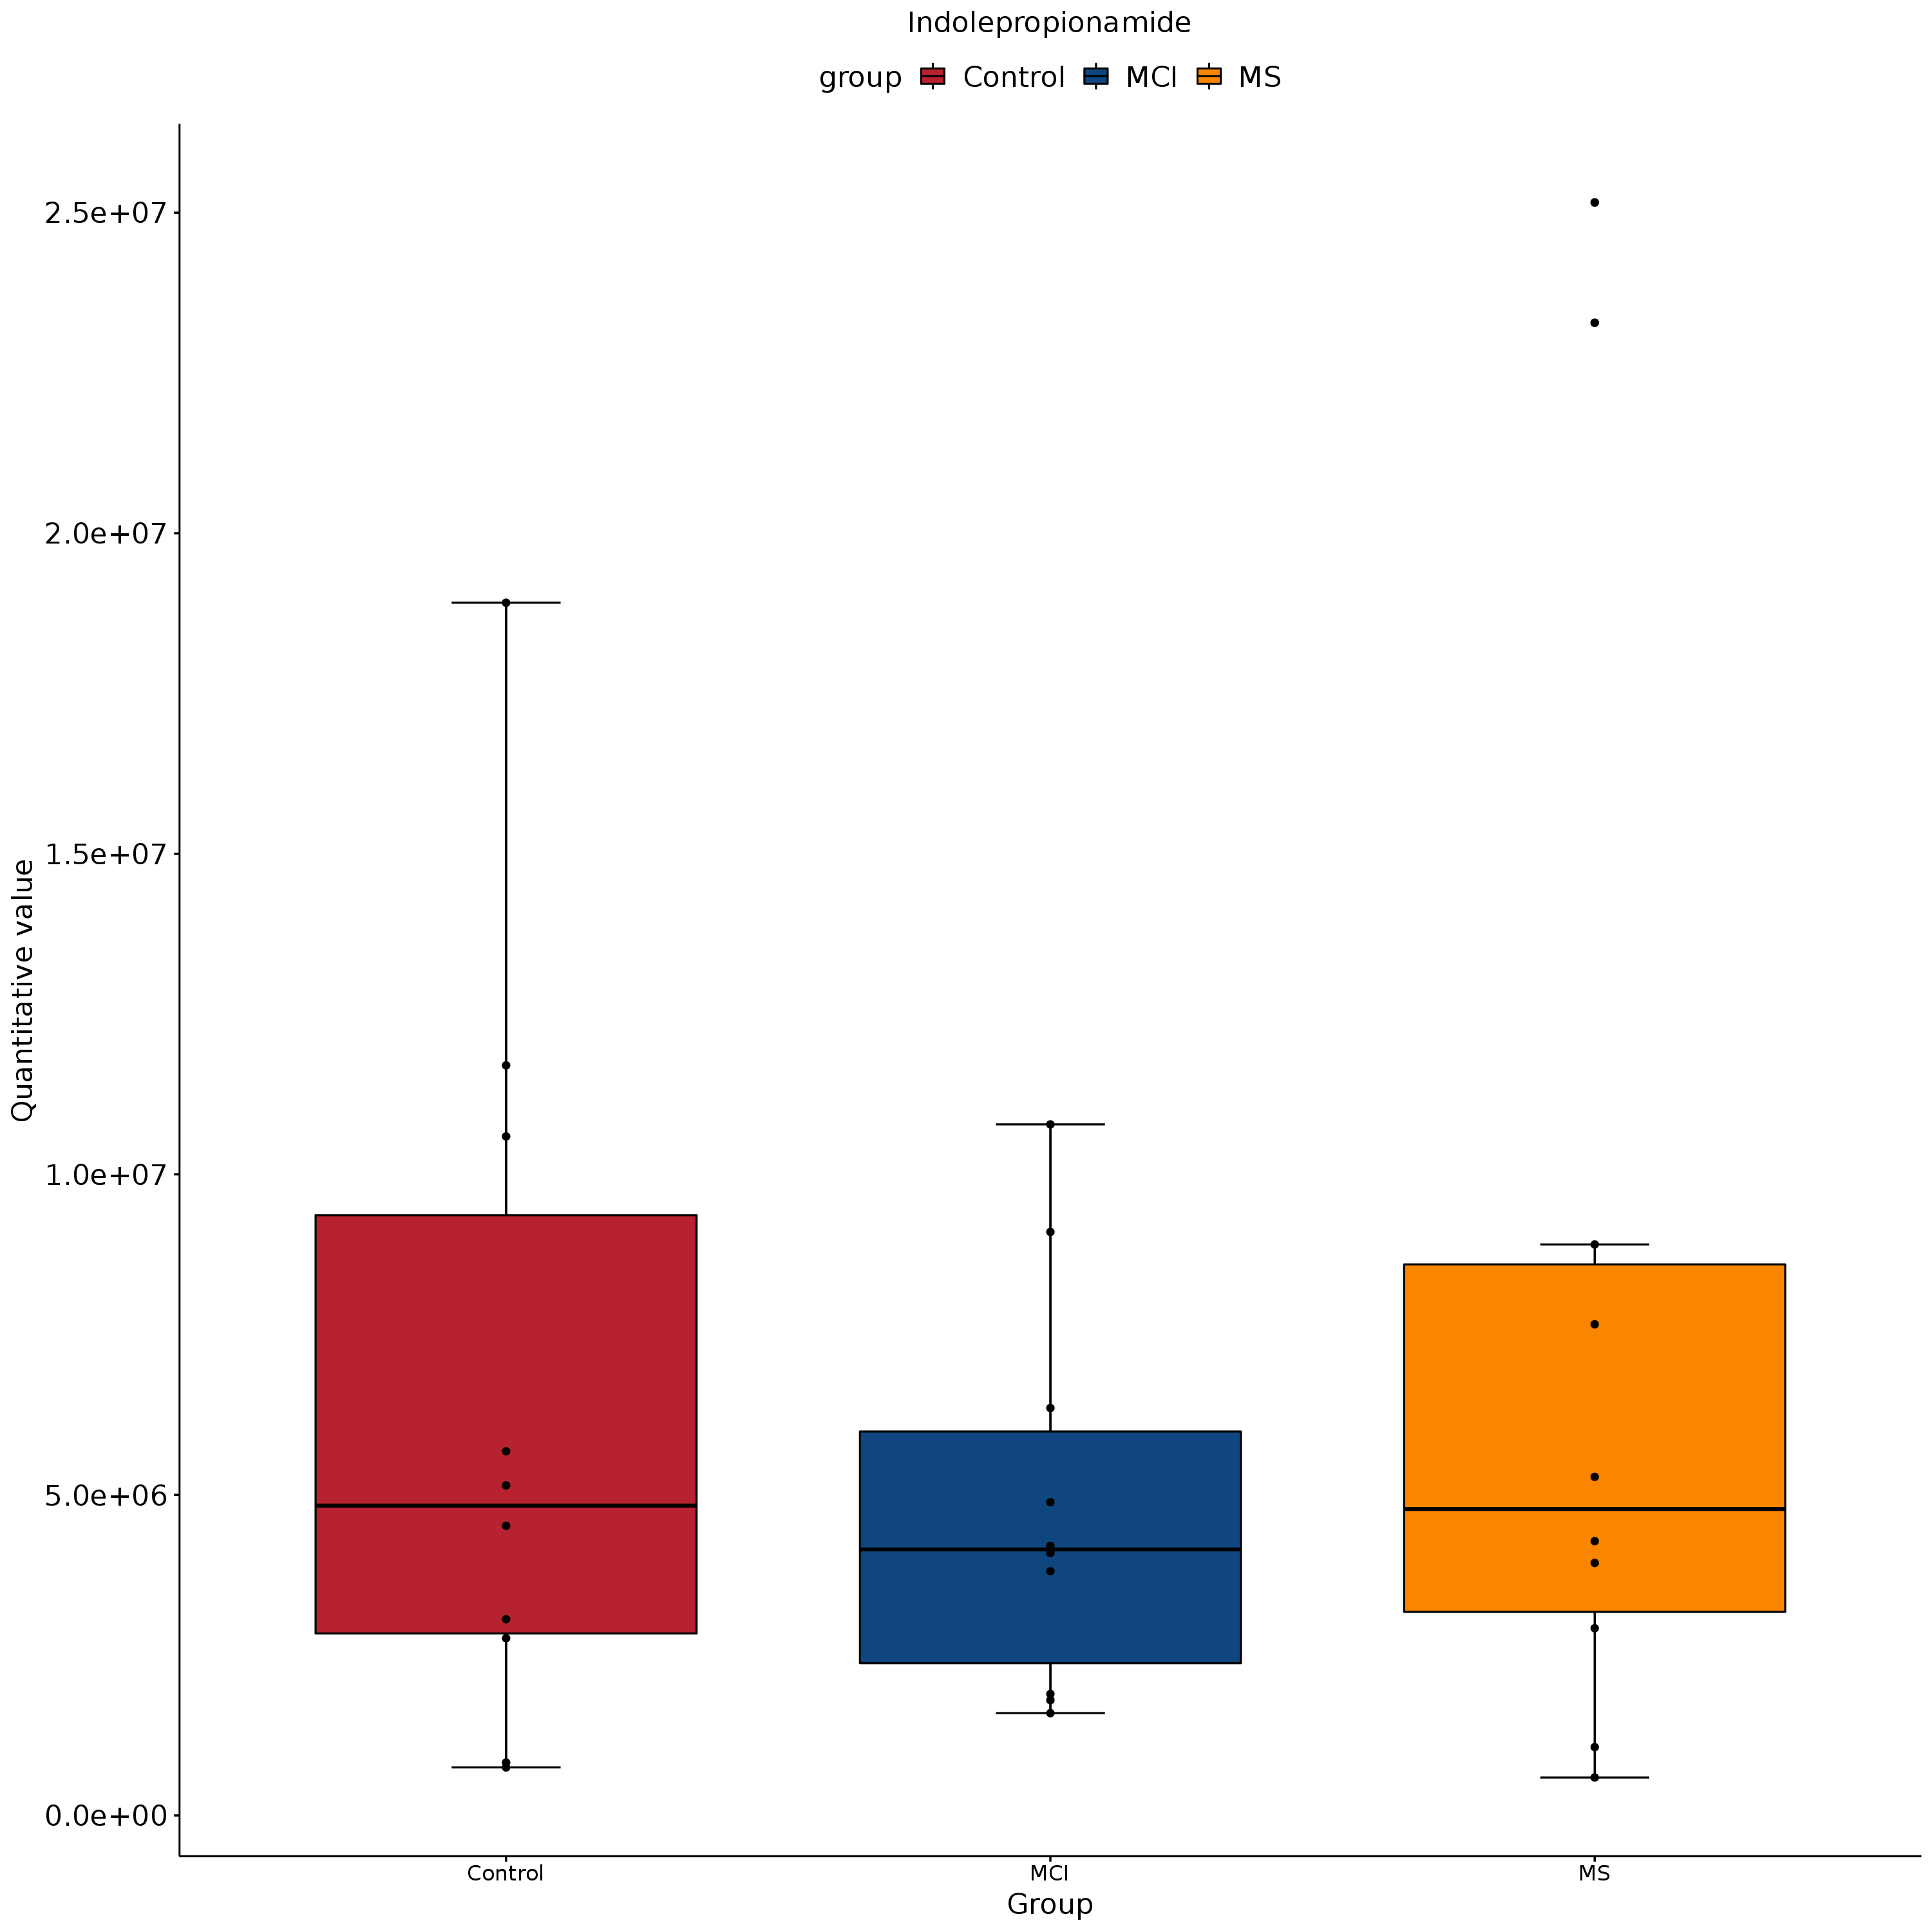 Indolepropionamide
group Control MCI MS
Quantitative value
2.5e+07
2.0e+07
1.5e+07
1.0e+07
5.0e+06
0.0e+00
Control MCI MS
Group